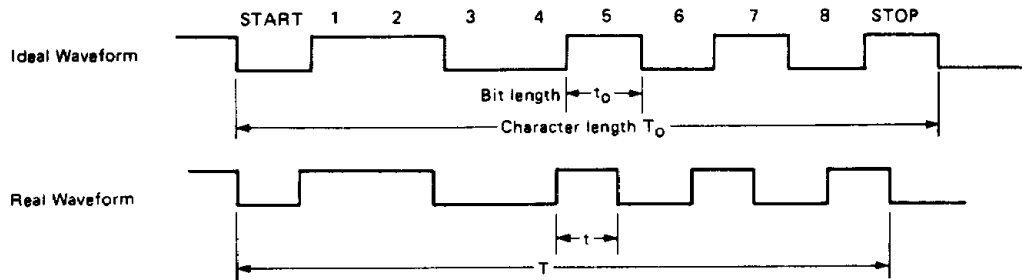 START 1 2 3 4 5 6 7 8 STOP
Ideal Waveform
Bit length t₀
Character length T₀
Real Waveform
t
T